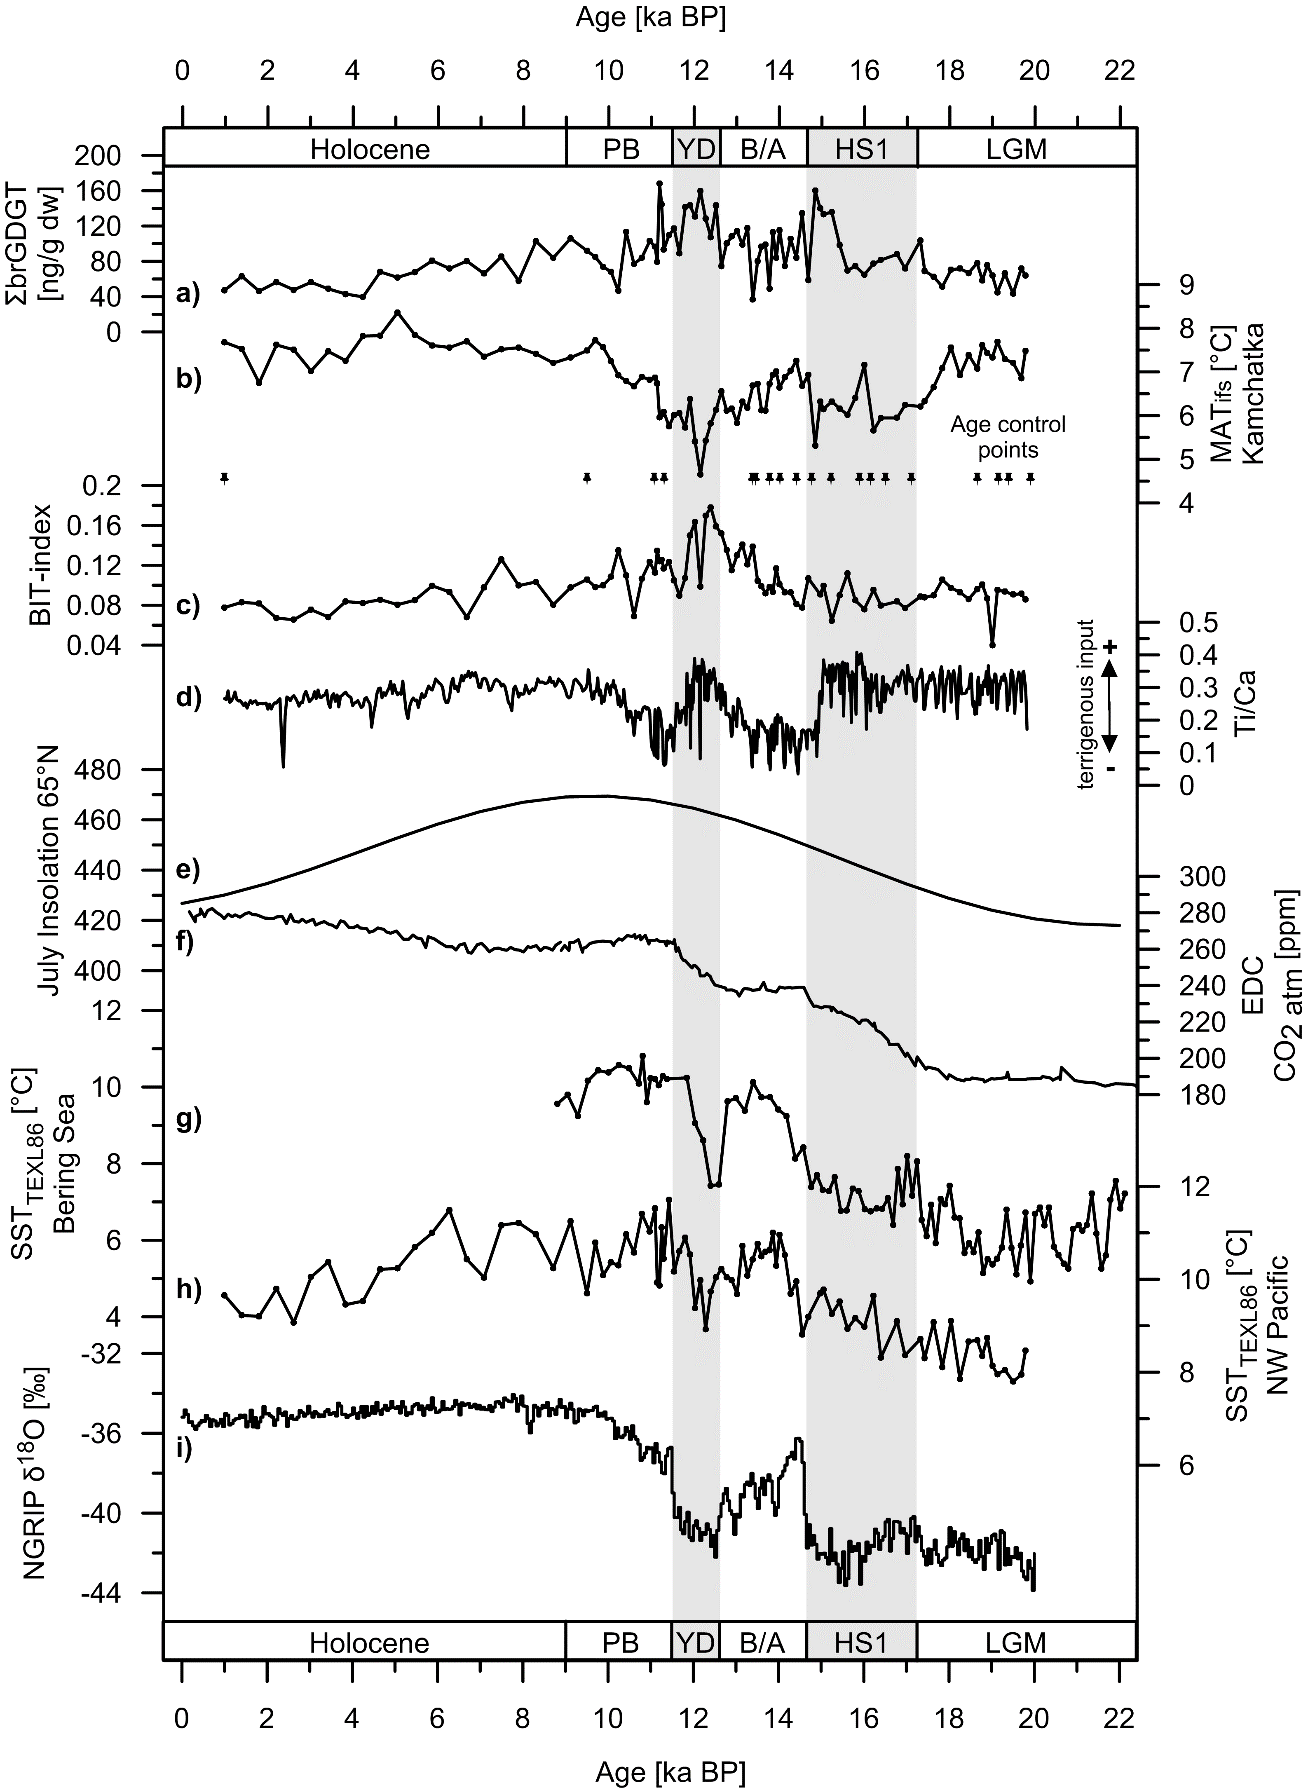 Age [ka BP]
0 2 4 6 8 10 12 14 16 18 20 22
Holocene PB YD B/A HS1 LGM
ΣbrGDGT
[ng/g dw]
200
160
120
80
40
0
a)
9
8
7
6
5
4
MATifs [°C]
Kamchatka
b)
Age control
points
BIT-index
0.2
0.16
0.12
0.08
0.04
c)
0.5
0.4
0.3
0.2
0.1
0
Ti/Ca
terrigenous input
+
-
d)
July Insolation 65°N
480
460
440
420
400
e)
300
280
260
240
220
200
180
EDC
CO2 atm [ppm]
f)
SSTTEXL86 [°C]
Bering Sea
12
10
8
6
4
g)
12
10
8
6
SSTTEXL86 [°C]
NW Pacific
h)
NGRIP δ18O [‰]
-32
-36
-40
-44
i)
Holocene PB YD B/A HS1 LGM
0 2 4 6 8 10 12 14 16 18 20 22
Age [ka BP]